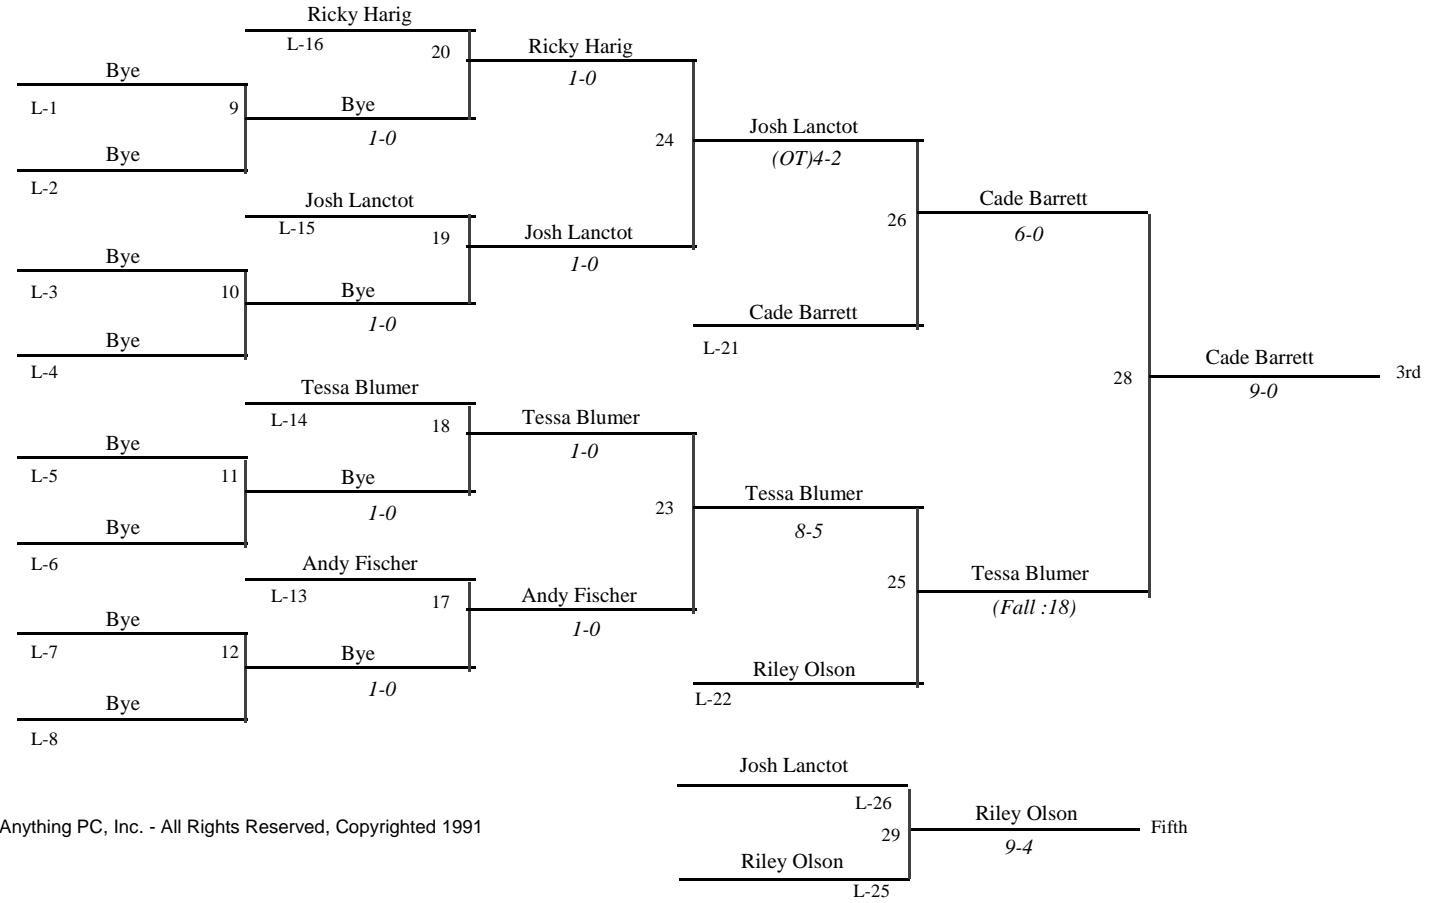 Ricky Harig
L-16
20
Ricky Harig
1-0
Bye
L-1
9
Bye
1-0
Bye
L-2
24
Josh Lanctot
(OT)4-2
Josh Lanctot
L-15
19
Josh Lanctot
1-0
Bye
L-3
10
Bye
1-0
Bye
L-4
26
Cade Barrett
6-0
Cade Barrett
L-21
28
Cade Barrett
9-0
3rd
Tessa Blumer
L-14
18
Tessa Blumer
1-0
Bye
L-5
11
Bye
1-0
Bye
L-6
23
Tessa Blumer
8-5
Andy Fischer
L-13
17
Andy Fischer
1-0
Bye
L-7
12
Bye
1-0
Bye
L-8
25
Tessa Blumer
(Fall :18)
Riley Olson
L-22
Josh Lanctot
L-26
29
Riley Olson
9-4
Fifth
Riley Olson
L-25
Anything PC, Inc. - All Rights Reserved, Copyrighted 1991